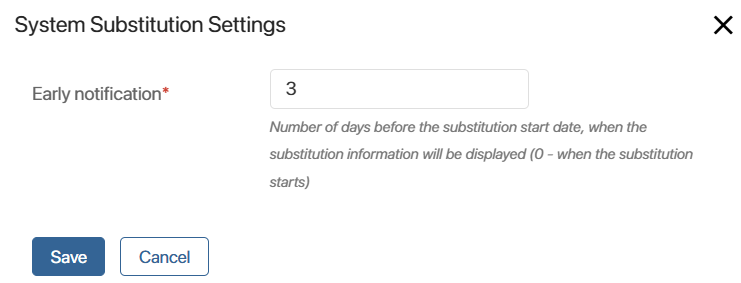 System Substitution Settings
Early notification*
3
Number of days before the substitution start date, when the
substitution information will be displayed (0 - when the substitution
starts)
Save
Cancel